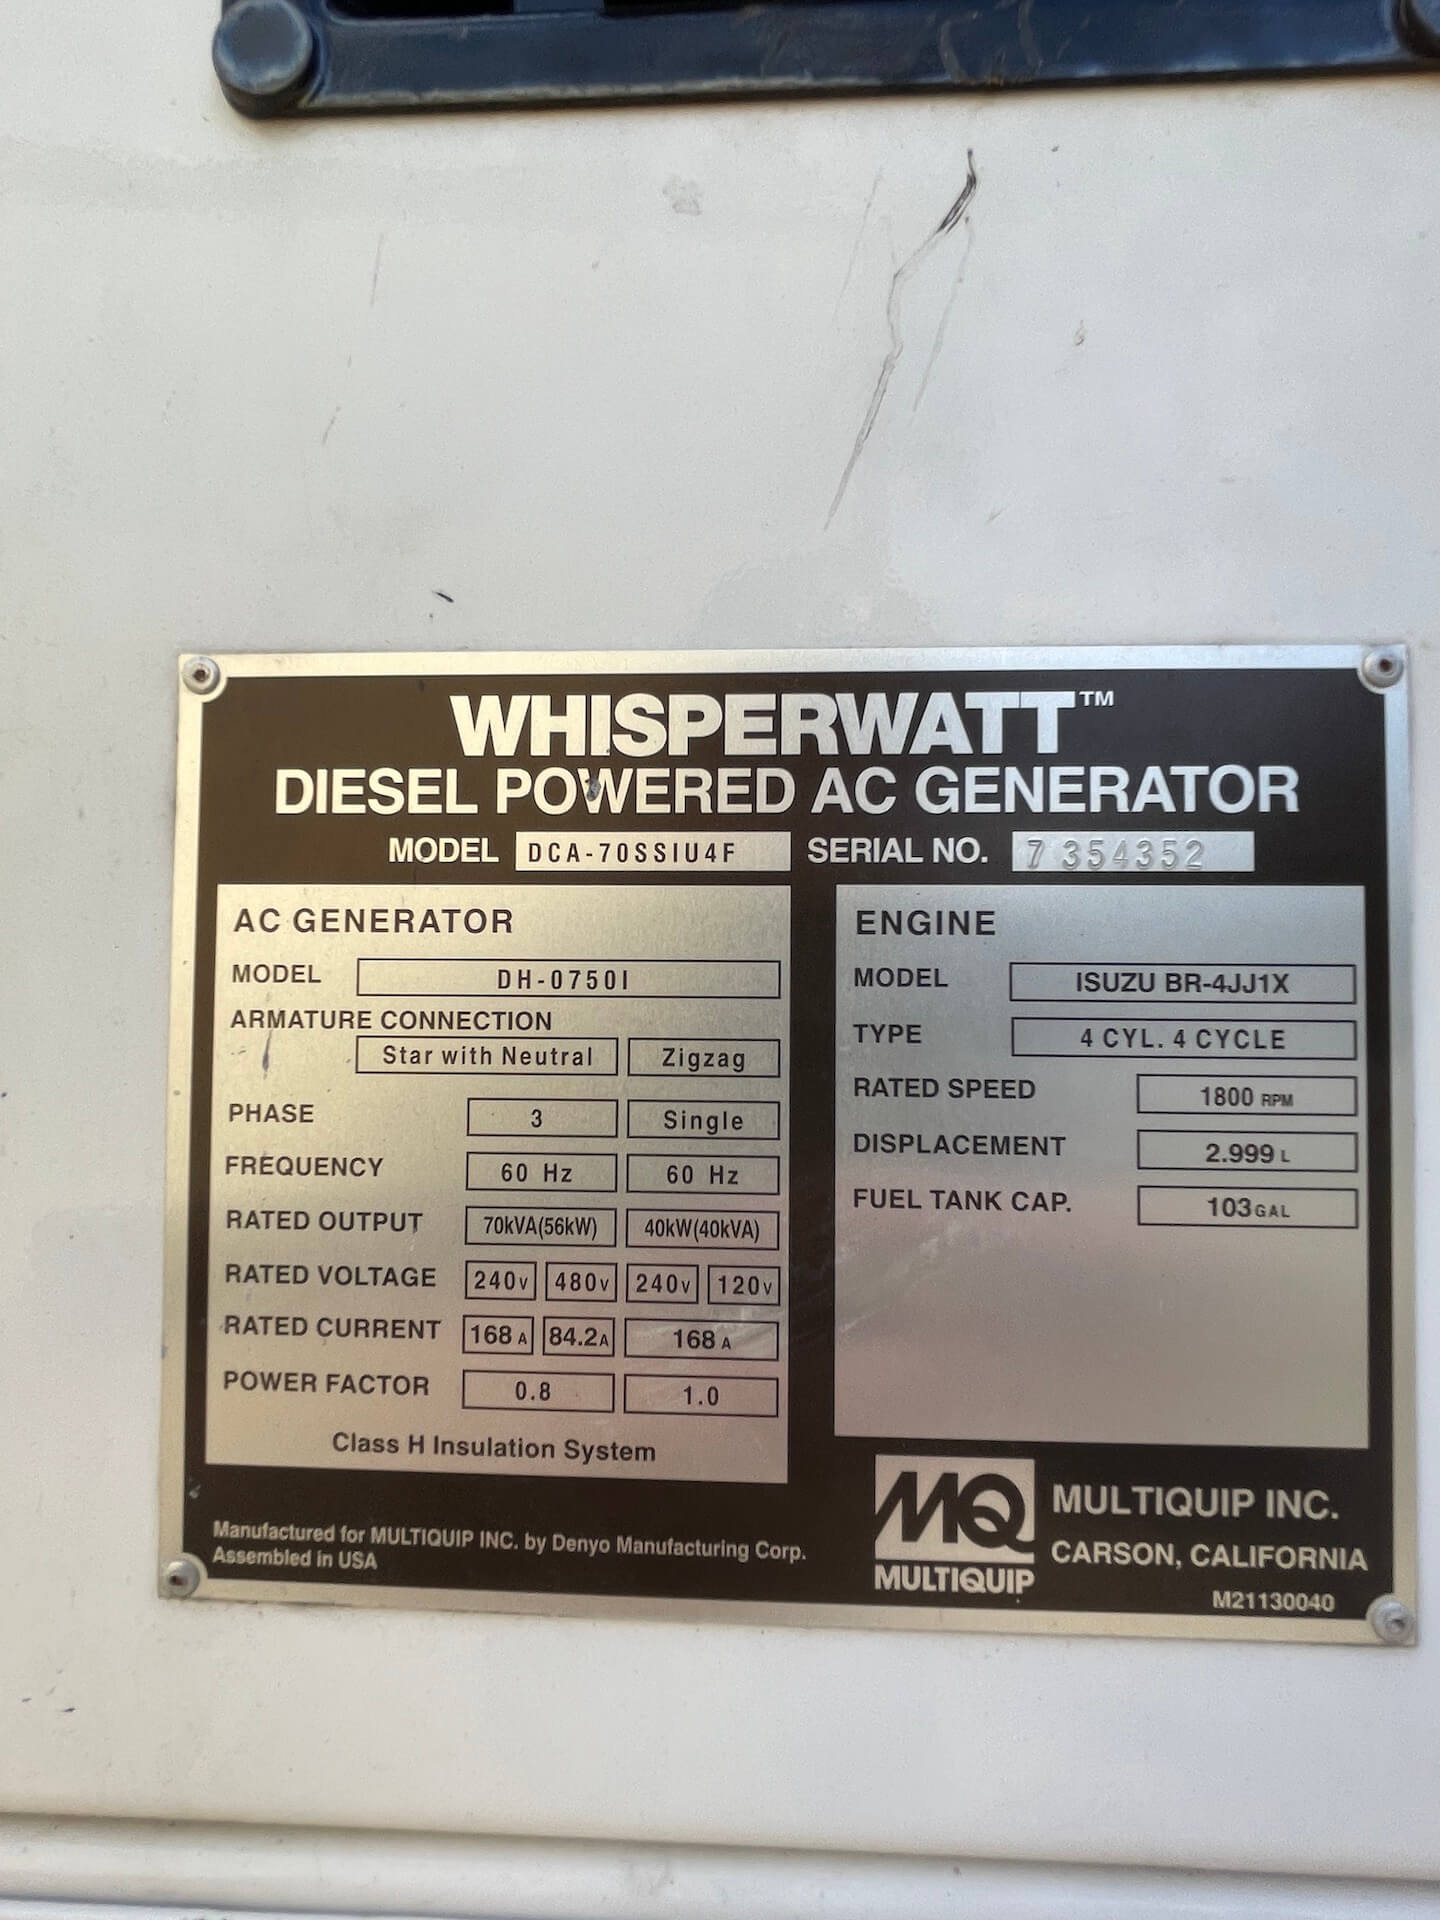 WHISPERWATT™
DIESEL POWERED AC GENERATOR
MODEL DCA-70SSIU4F SERIAL NO. 7354352
AC GENERATOR
MODEL DH-0750I
ARMATURE CONNECTION
Star with Neutral Zigzag
PHASE 3 Single
FREQUENCY 60 Hz 60 Hz
RATED OUTPUT 70kVA(56kW) 40kW(40kVA)
RATED VOLTAGE 240V 480V 240V 120V
RATED CURRENT 168 A 84.2A 168 A
POWER FACTOR 0.8 1.0
Class H Insulation System
ENGINE
MODEL ISUZU BR-4JJ1X
TYPE 4 CYL. 4 CYCLE
RATED SPEED 1800 RPM
DISPLACEMENT 2.999 L
FUEL TANK CAP. 103GAL
Manufactured for MULTIQUIP INC. by Denyo Manufacturing Corp.
Assembled in USA
MQ
MULTIQUIP
MULTIQUIP INC.
CARSON, CALIFORNIA
M21130040